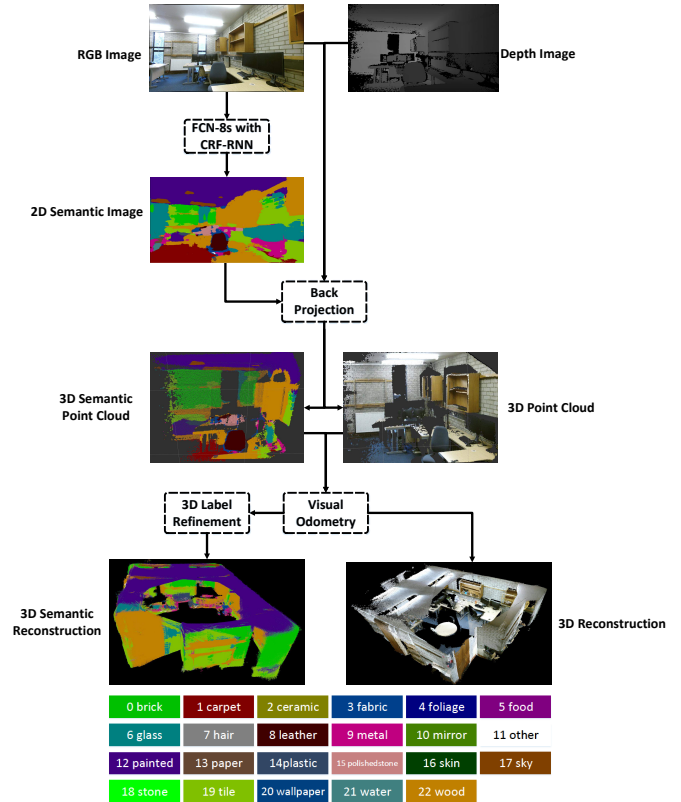 RGB Image
Depth Image
FCN-8s with
CRF-RNN
2D Semantic Image
Back
Projection
3D Semantic
Point Cloud
3D Point Cloud
3D Label
Refinement
Visual
Odometry
3D Semantic
Reconstruction
3D Reconstruction
0 brick
1 carpet
2 ceramic
3 fabric
4 foliage
5 food
6 glass
7 hair
8 leather
9 metal
10 mirror
11 other
12 painted
13 paper
14plastic
15 polishedstone
16 skin
17 sky
18 stone
19 tile
20 wallpaper
21 water
22 wood